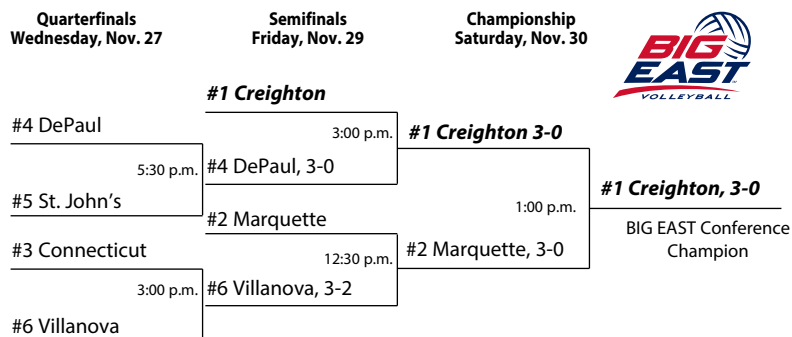 Quarterfinals
Wednesday, Nov. 27
Semifinals
Friday, Nov. 29
Championship
Saturday, Nov. 30
BIG
EAST
VOLLEYBALL
#1 Creighton
#4 DePaul
3:00 p.m.
#1 Creighton 3-0
5:30 p.m.
#4 DePaul, 3-0
#5 St. John’s
#1 Creighton, 3-0
1:00 p.m.
#2 Marquette
BIG EAST Conference
Champion
#3 Connecticut
12:30 p.m.
#2 Marquette, 3-0
3:00 p.m.
#6 Villanova, 3-2
#6 Villanova